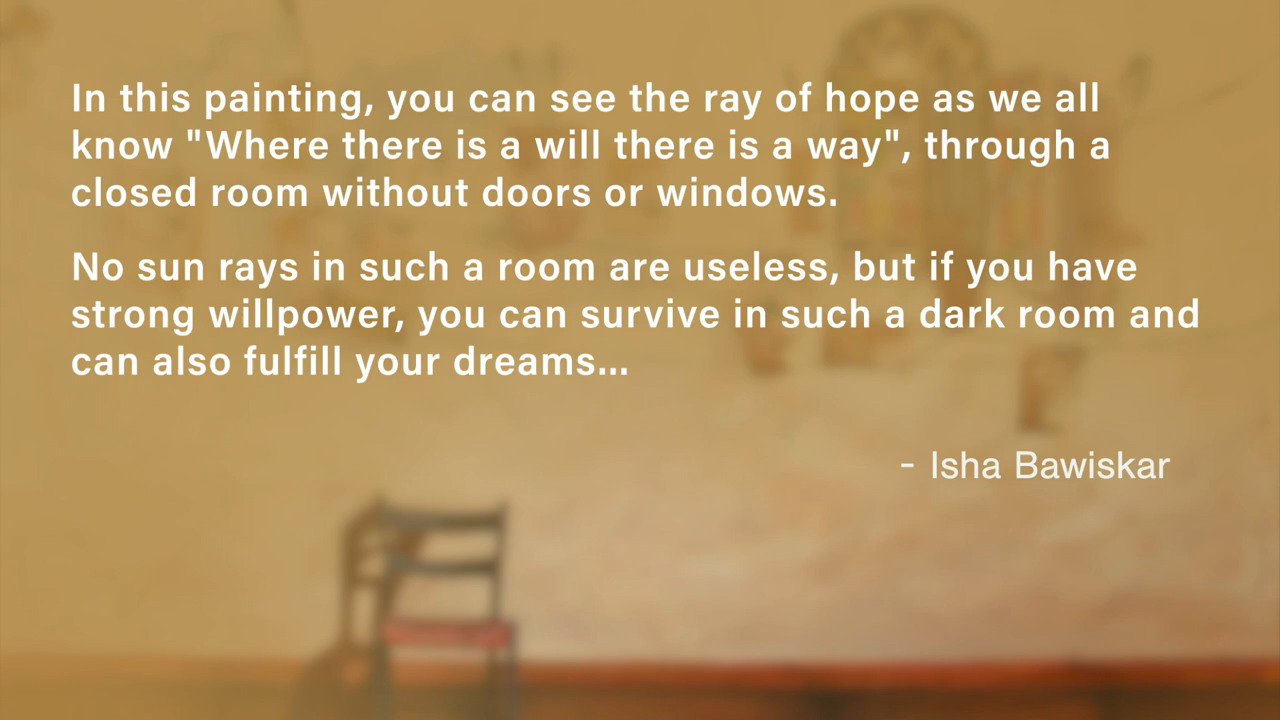 In this painting, you can see the ray of hope as we all
know "Where there is a will there is a way", through a
closed room without doors or windows.
No sun rays in such a room are useless, but if you have
strong willpower, you can survive in such a dark room and
can also fulfill your dreams...
- Isha Bawiskar